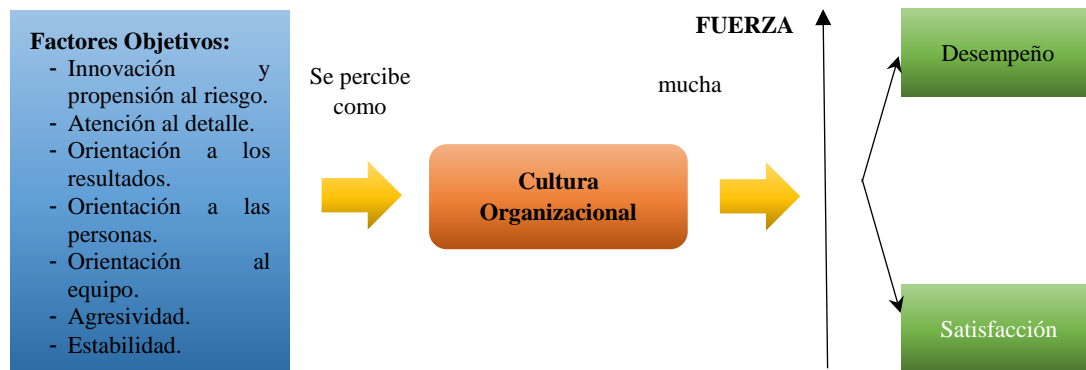 Factores Objetivos:
- Innovación y
propensión al riesgo.
- Atención al detalle.
- Orientación a los
resultados.
- Orientación a las
personas.
- Orientación al
equipo.
- Agresividad.
- Estabilidad.
Se percibe
como
Cultura
Organizacional
FUERZA
mucha
Desempeño
Satisfacción